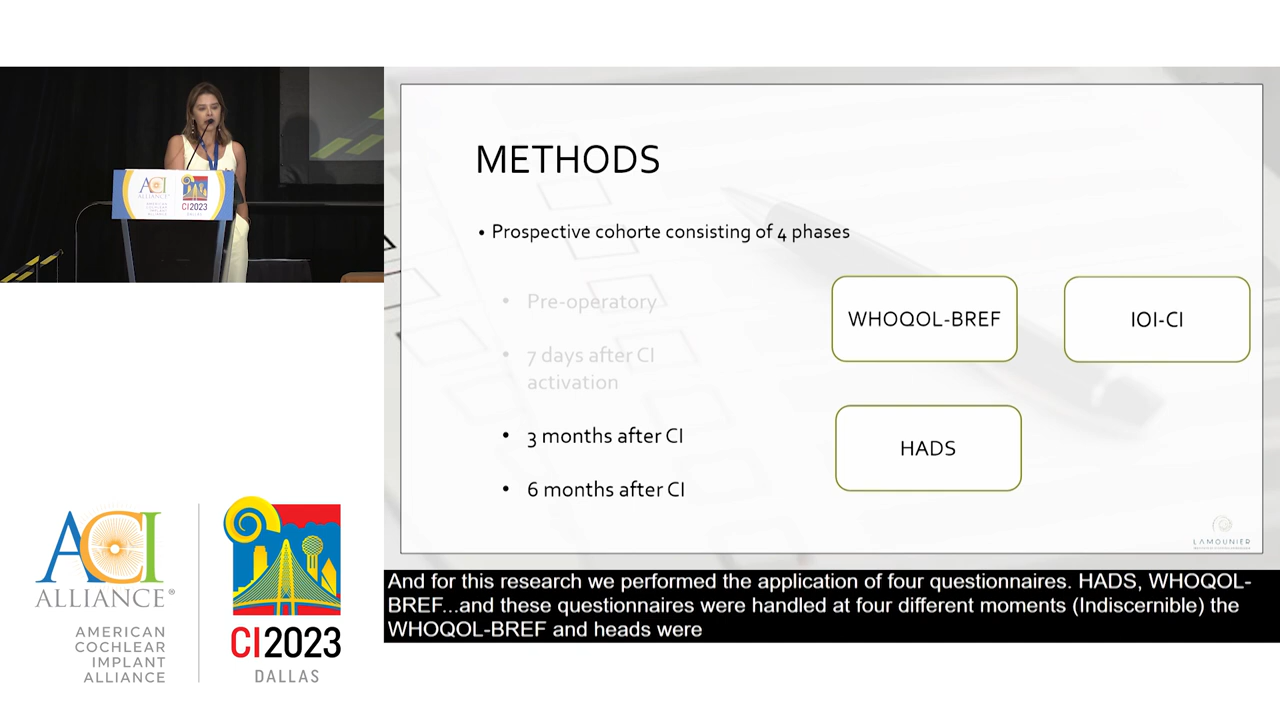 METHODS
• Prospective cohorte consisting of 4 phases
• Pre-operatory
• 7 days after CI
activation
• 3 months after CI
• 6 months after CI
WHOQOL-BREF
IOI-CI
HADS
LAMOUNIER
And for this research we performed the application of four questionnaires. HADS, WHOQOL-
BREF...and these questionnaires were handled at four different moments (Indiscernible) the
WHOQOL-BREF and heads were
ACI
ALLIANCE
CI2023
ACI
ALLIANCE®
AMERICAN
COCHLEAR
IMPLANT
ALLIANCE
CI2023
DALLAS